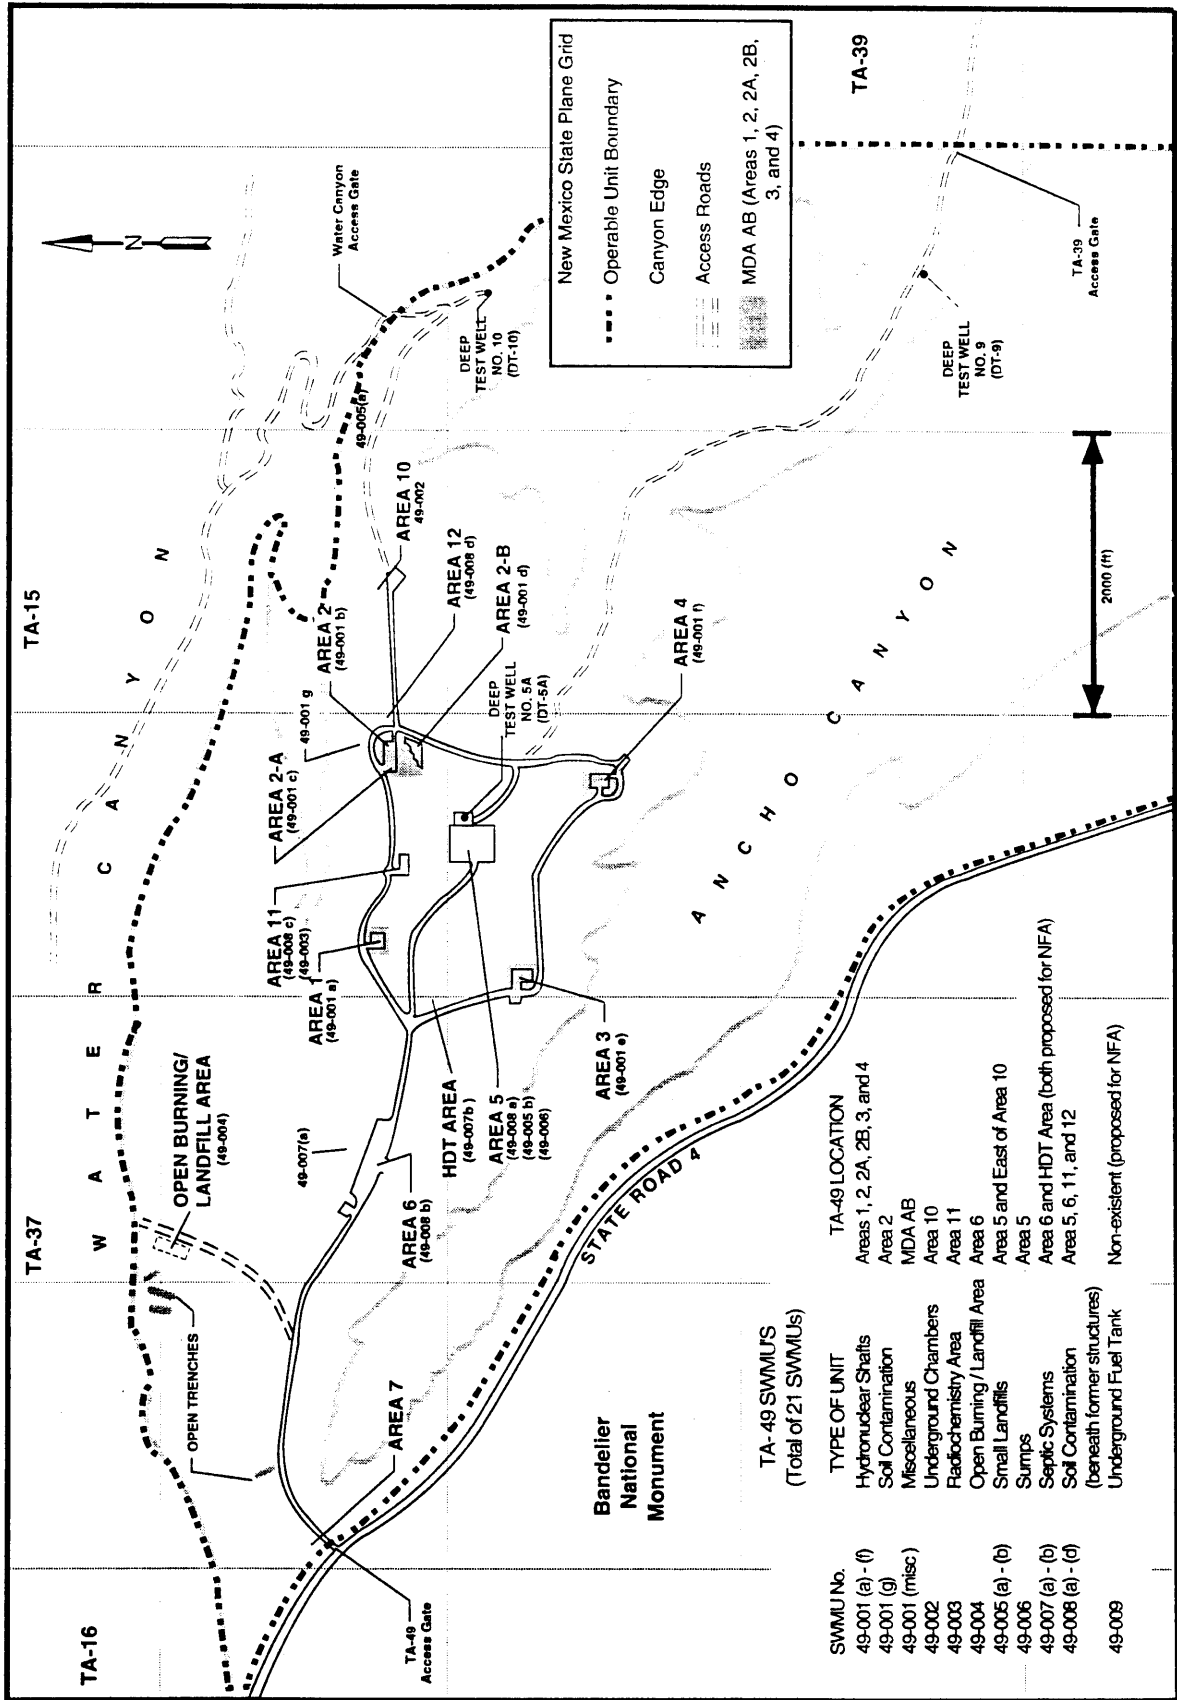 TA-16
TA-37
TA-15
TA-39
W A T E R C A N Y O N
N
Water Canyon
Access Gate
New Mexico State Plane Grid
Operable Unit Boundary
Canyon Edge
Access Roads
MDA AB (Areas 1, 2, 2A, 2B,
3, and 4)
OPEN BURNING/
LANDFILL AREA
(49-004)
OPEN TRENCHES
49-007(a)
AREA 6
(49-008 b)
AREA 7
TA-49
Access Gate
AREA 1
(49-001 a)
AREA 11
(49-008 c)
(49-003)
AREA 2-A
(49-001 c)
49-001 g
AREA 2
(49-001 b)
49-005(a)
AREA 10
49-002
AREA 12
(49-008 d)
AREA 2-B
(49-001 d)
DEEP
TEST WELL
NO. 5A
(DT-5A)
DEEP
TEST WELL
NO. 10
(DT-10)
HDT AREA
(49-007b )
AREA 5
(49-008 a)
(49-005 b)
(49-006)
AREA 3
(49-001 e)
AREA 4
(49-001 f)
DEEP
TEST WELL
NO. 9
(DT-9)
TA-39
Access Gate
A N C H O C A N Y O N
2000 (ft)
STATE ROAD 4
Bandelier
National
Monument
TA-49 SWMU'S
(Total of 21 SWMUs)
SWMU No. TYPE OF UNIT TA-49 LOCATION
49-001 (a) - (f) Hydronuclear Shafts Areas 1, 2, 2A, 2B, 3, and 4
49-001 (g) Soil Contamination Area 2
49-001 (misc ) Miscellaneous MDA AB
49-002 Underground Chambers Area 10
49-003 Radiochemistry Area Area 11
49-004 Open Burning / Landfill Area Area 6
49-005 (a) - (b) Small Landfills Area 5 and East of Area 10
49-006 Sumps Area 5
49-007 (a) - (b) Septic Systems Area 6 and HDT Area (both proposed for NFA)
49-008 (a) - (d) Soil Contamination Area 5, 6, 11, and 12
(beneath former structures)
49-009 Underground Fuel Tank Non-existent (proposed for NFA)